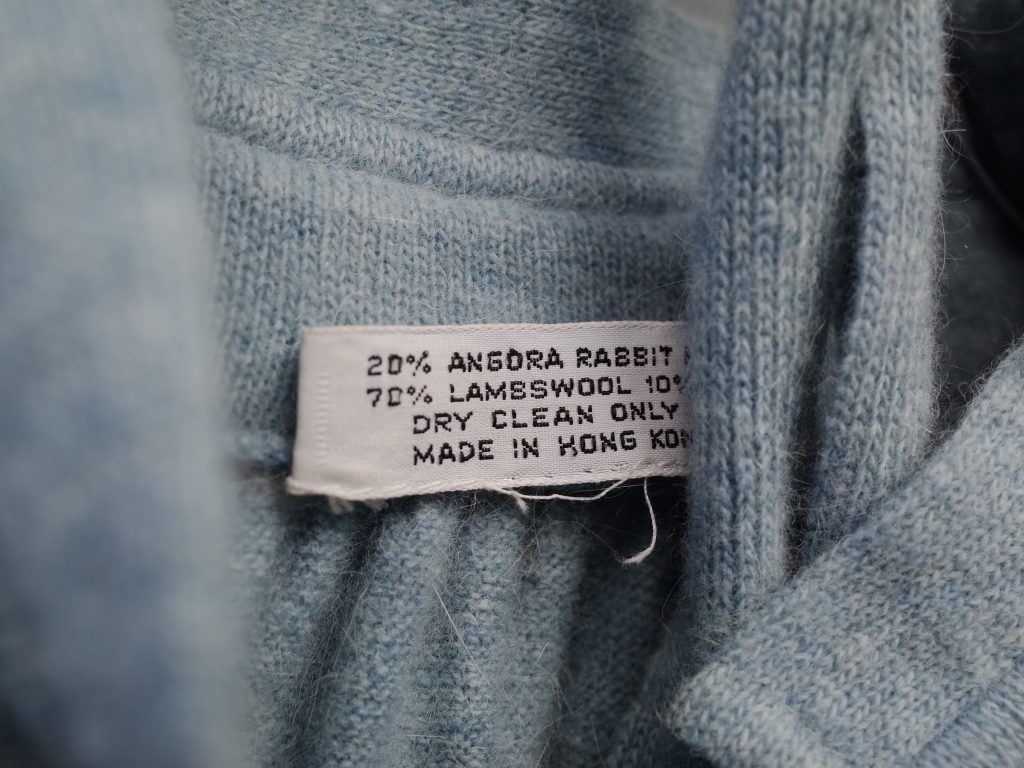 20% ANGORA RABBIT
70% LAMBSWOOL 10%
DRY CLEAN ONLY
MADE IN HONG KON